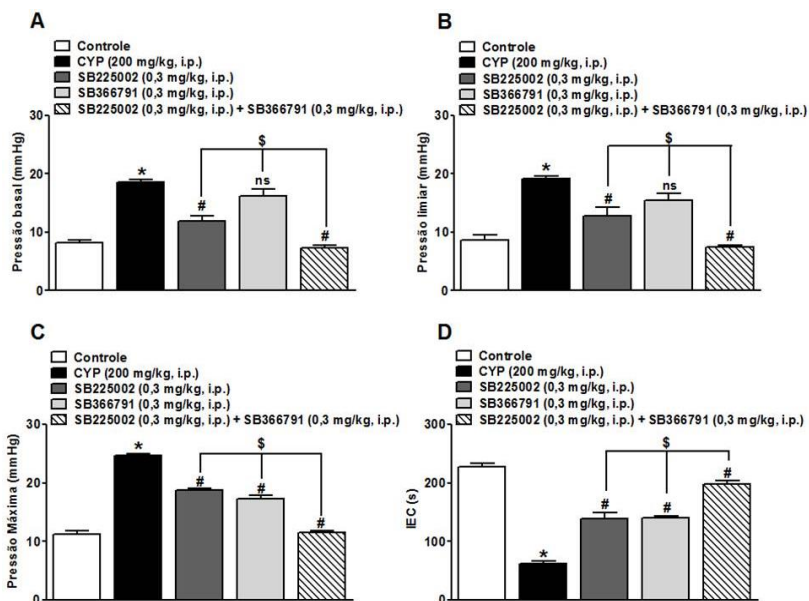 A
Controle
CYP (200 mg/kg, i.p.)
SB225002 (0,3 mg/kg, i.p.)
SB366791 (0,3 mg/kg, i.p.)
SB225002 (0,3 mg/kg, i.p.) + SB366791 (0,3 mg/kg, i.p.)
Pressão basal (mmHg)
30
20
10
0
*
#
ns
#
$
B
Controle
CYP (200 mg/kg, i.p.)
SB225002 (0,3 mg/kg, i.p.)
SB366791 (0,3 mg/kg, i.p.)
SB225002 (0,3 mg/kg, i.p.) + SB366791 (0,3 mg/kg, i.p.)
Pressão limiar (mmHg)
30
20
10
0
*
#
ns
#
$
C
Controle
CYP (200 mg/kg, i.p.)
SB225002 (0,3 mg/kg, i.p.)
SB366791 (0,3 mg/kg, i.p.)
SB225002 (0,3 mg/kg, i.p.) + SB366791 (0,3 mg/kg, i.p.)
Pressão Máxima (mmHg)
30
20
10
0
*
#
#
#
$
D
Controle
CYP (200 mg/kg, i.p.)
SB225002 (0,3 mg/kg, i.p.)
SB366791 (0,3 mg/kg, i.p.)
SB225002 (0,3 mg/kg, i.p.) + SB366791 (0,3 mg/kg, i.p.)
IEC (s)
300
200
100
0
*
#
#
#
$